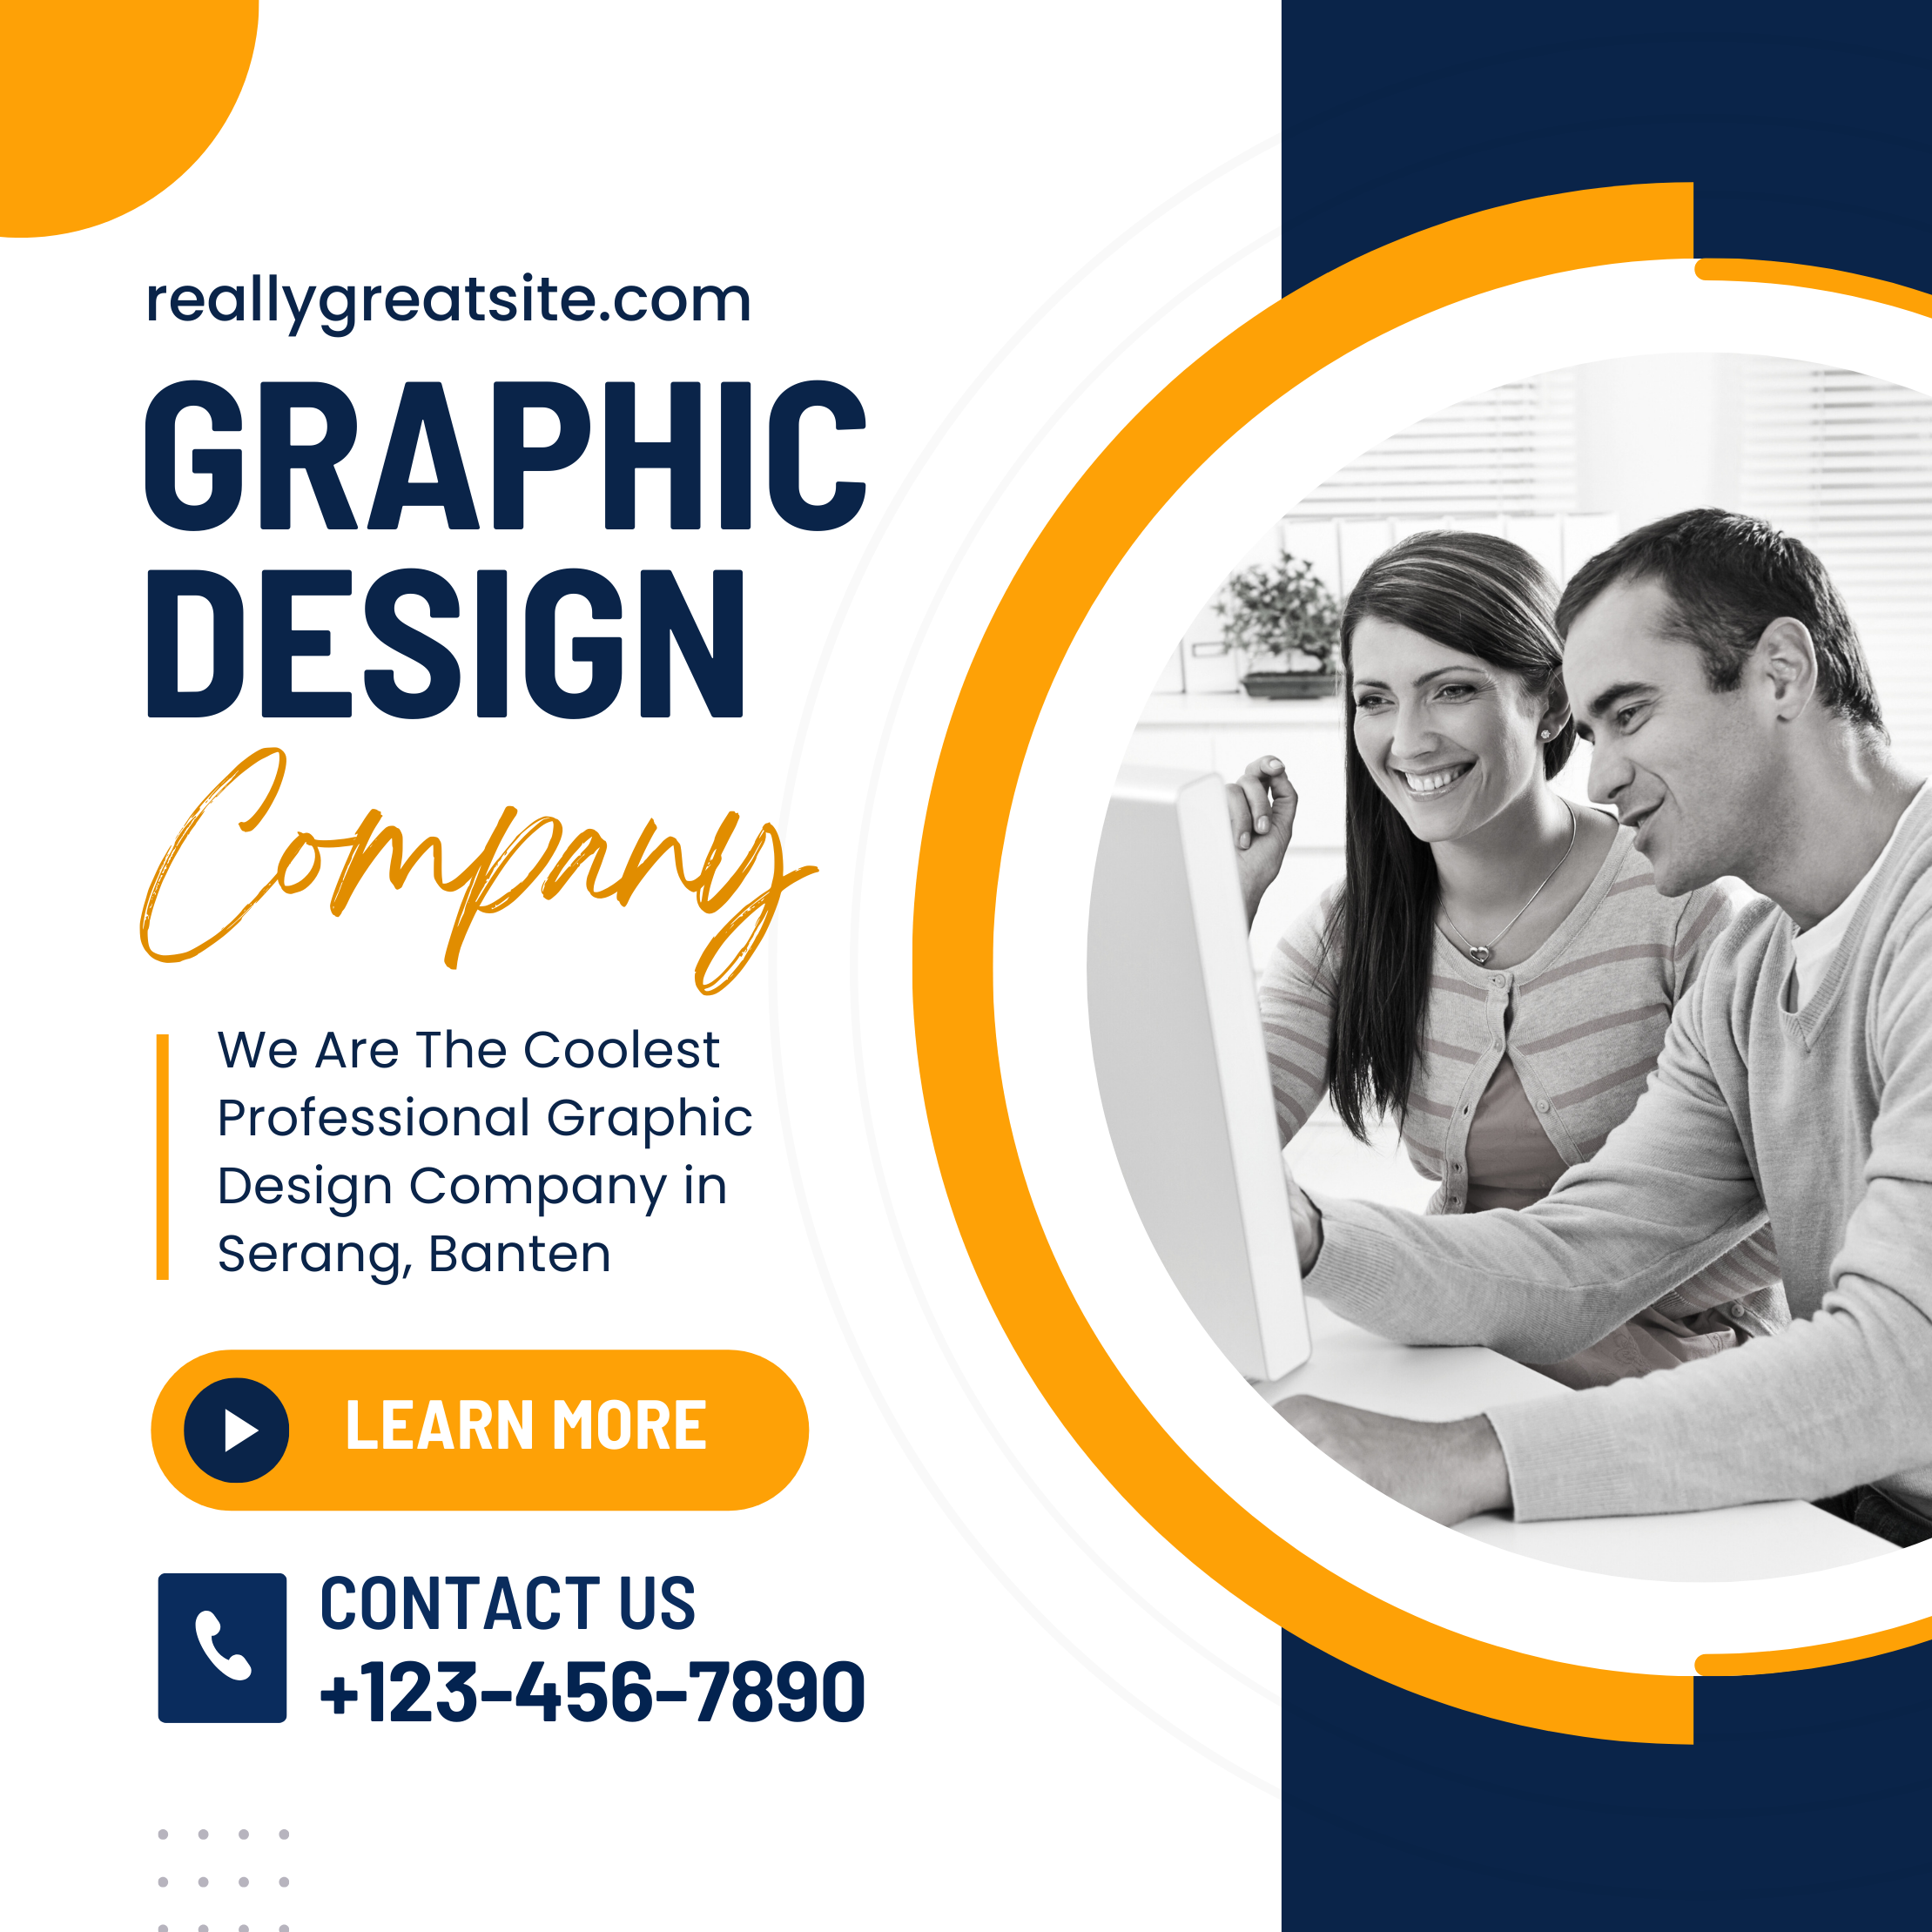 reallygreatsite.com
GRAPHIC
DESIGN
Company
We Are The Coolest
Professional Graphic
Design Company in
Serang, Banten
LEARN MORE
CONTACT US
+123-456-7890